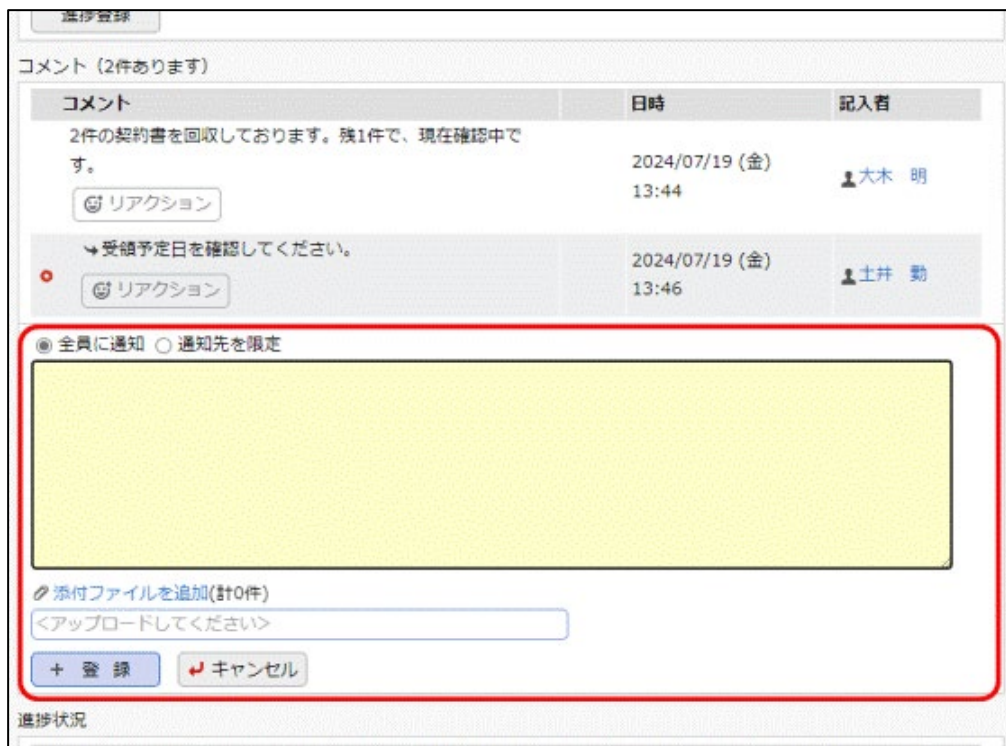 進捗登録
コメント（2件あります）
コメント 日時 記入者
2件の契約書を回収しております。残1件で、現在確認中で
す。
2024/07/19 (金)
13:44
大木　明
リアクション
↪受領予定日を確認してください。
2024/07/19 (金)
13:46
土井　勤
リアクション
全員に通知 通知先を限定
添付ファイルを追加(計0件)
<アップロードしてください>
+ 登 録 キャンセル
進捗状況